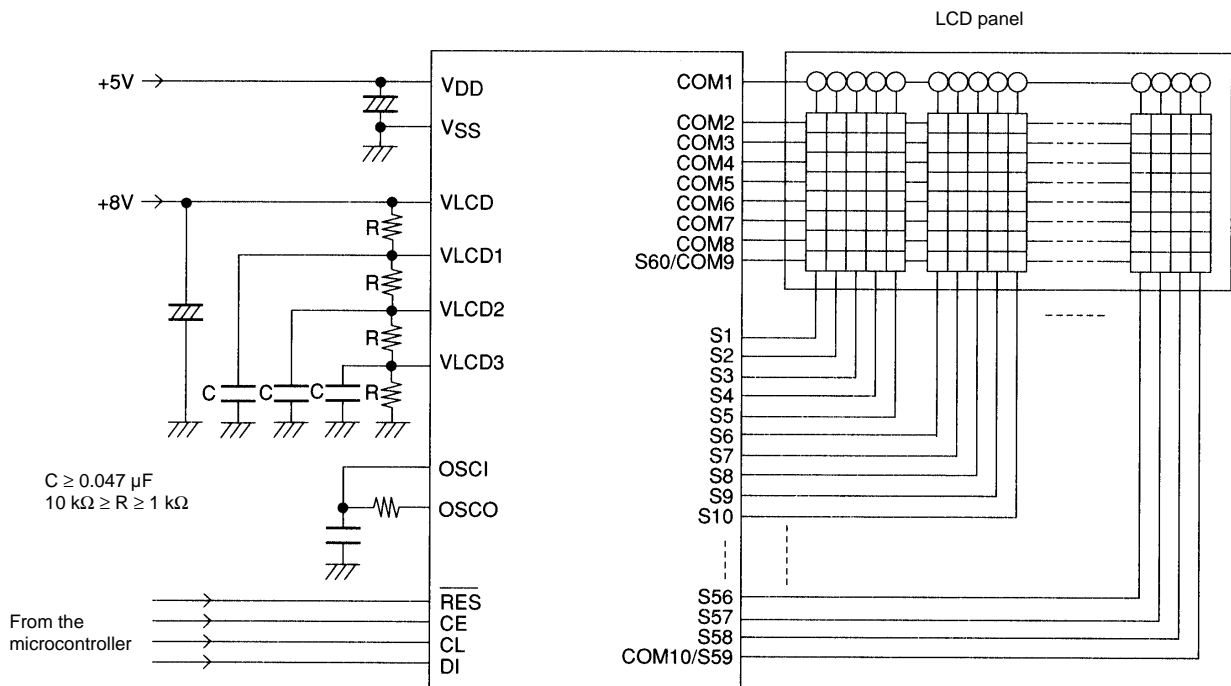 LCD panel
+5V
VDD
VSS
+8V
VLCD
R
VLCD1
R
VLCD2
R
VLCD3
C
C
C
R
C ≥ 0.047 µF
10 kΩ ≥ R ≥ 1 kΩ
OSCI
OSCO
From the
microcontroller
R̅E̅S̅
CE
CL
DI
COM1
COM2
COM3
COM4
COM5
COM6
COM7
COM8
S60/COM9
S1
S2
S3
S4
S5
S6
S7
S8
S9
S10
S56
S57
S58
COM10/S59